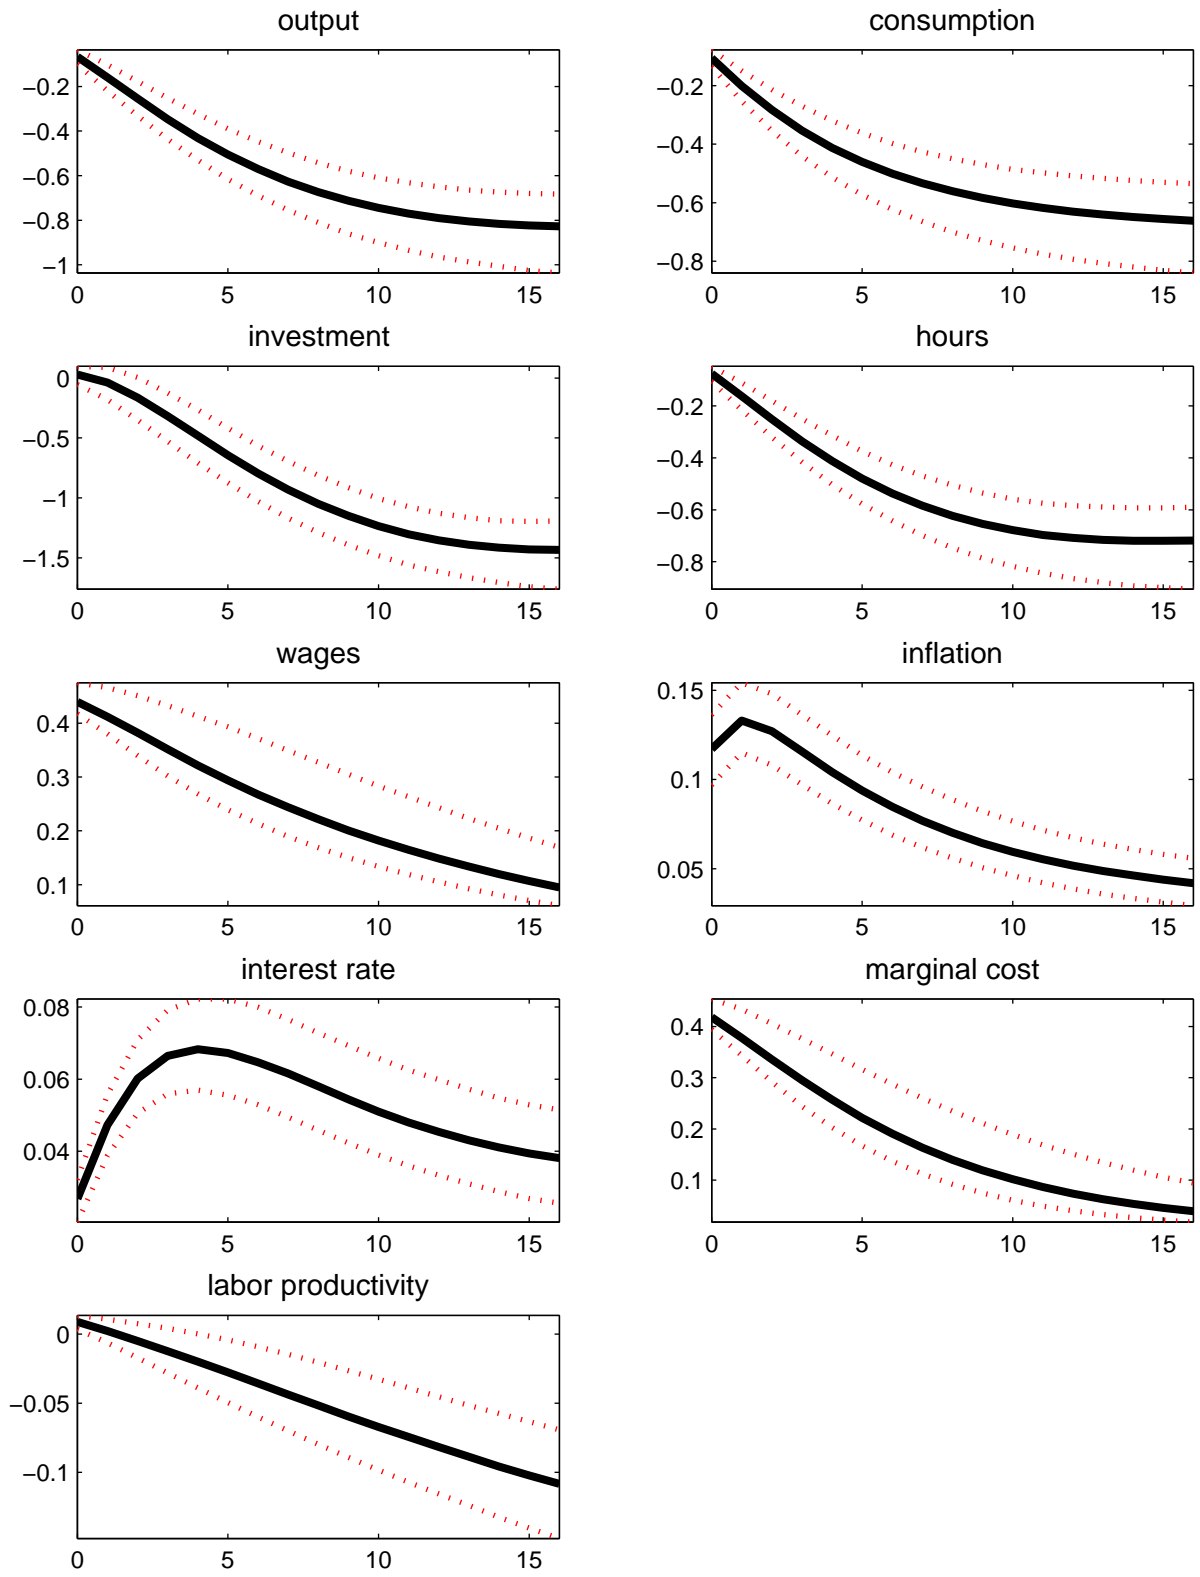 output
−0.2
−0.4
−0.6
−0.8
−1
0 5 10 15
consumption
−0.2
−0.4
−0.6
−0.8
0 5 10 15
investment
0
−0.5
−1
−1.5
0 5 10 15
hours
−0.2
−0.4
−0.6
−0.8
0 5 10 15
wages
0.4
0.3
0.2
0.1
0 5 10 15
inflation
0.15
0.1
0.05
0 5 10 15
interest rate
0.08
0.06
0.04
0 5 10 15
marginal cost
0.4
0.3
0.2
0.1
0 5 10 15
labor productivity
0
−0.05
−0.1
0 5 10 15